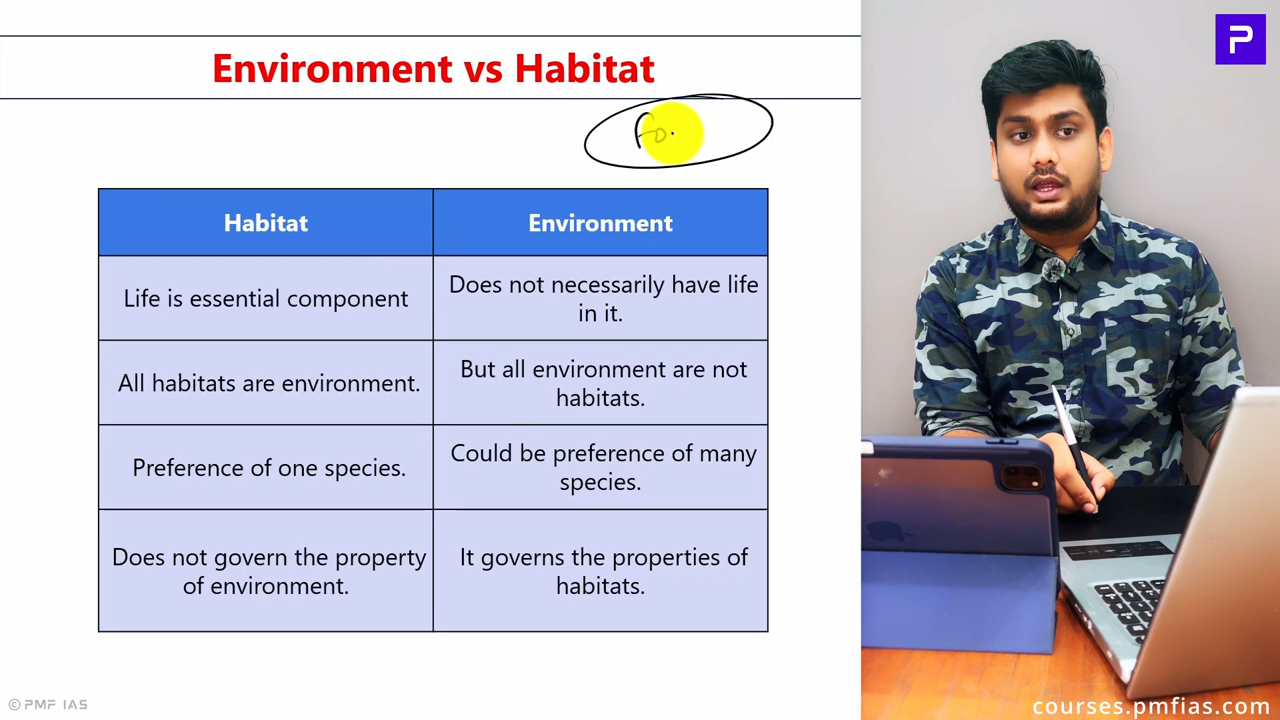 Environment vs Habitat
P
Habitat
Environment
Life is essential component
Does not necessarily have life
in it.
All habitats are environment.
But all environment are not
habitats.
Preference of one species.
Could be preference of many
species.
Does not govern the property
of environment.
It governs the properties of
habitats.
© PMF IAS
courses.pmfias.com